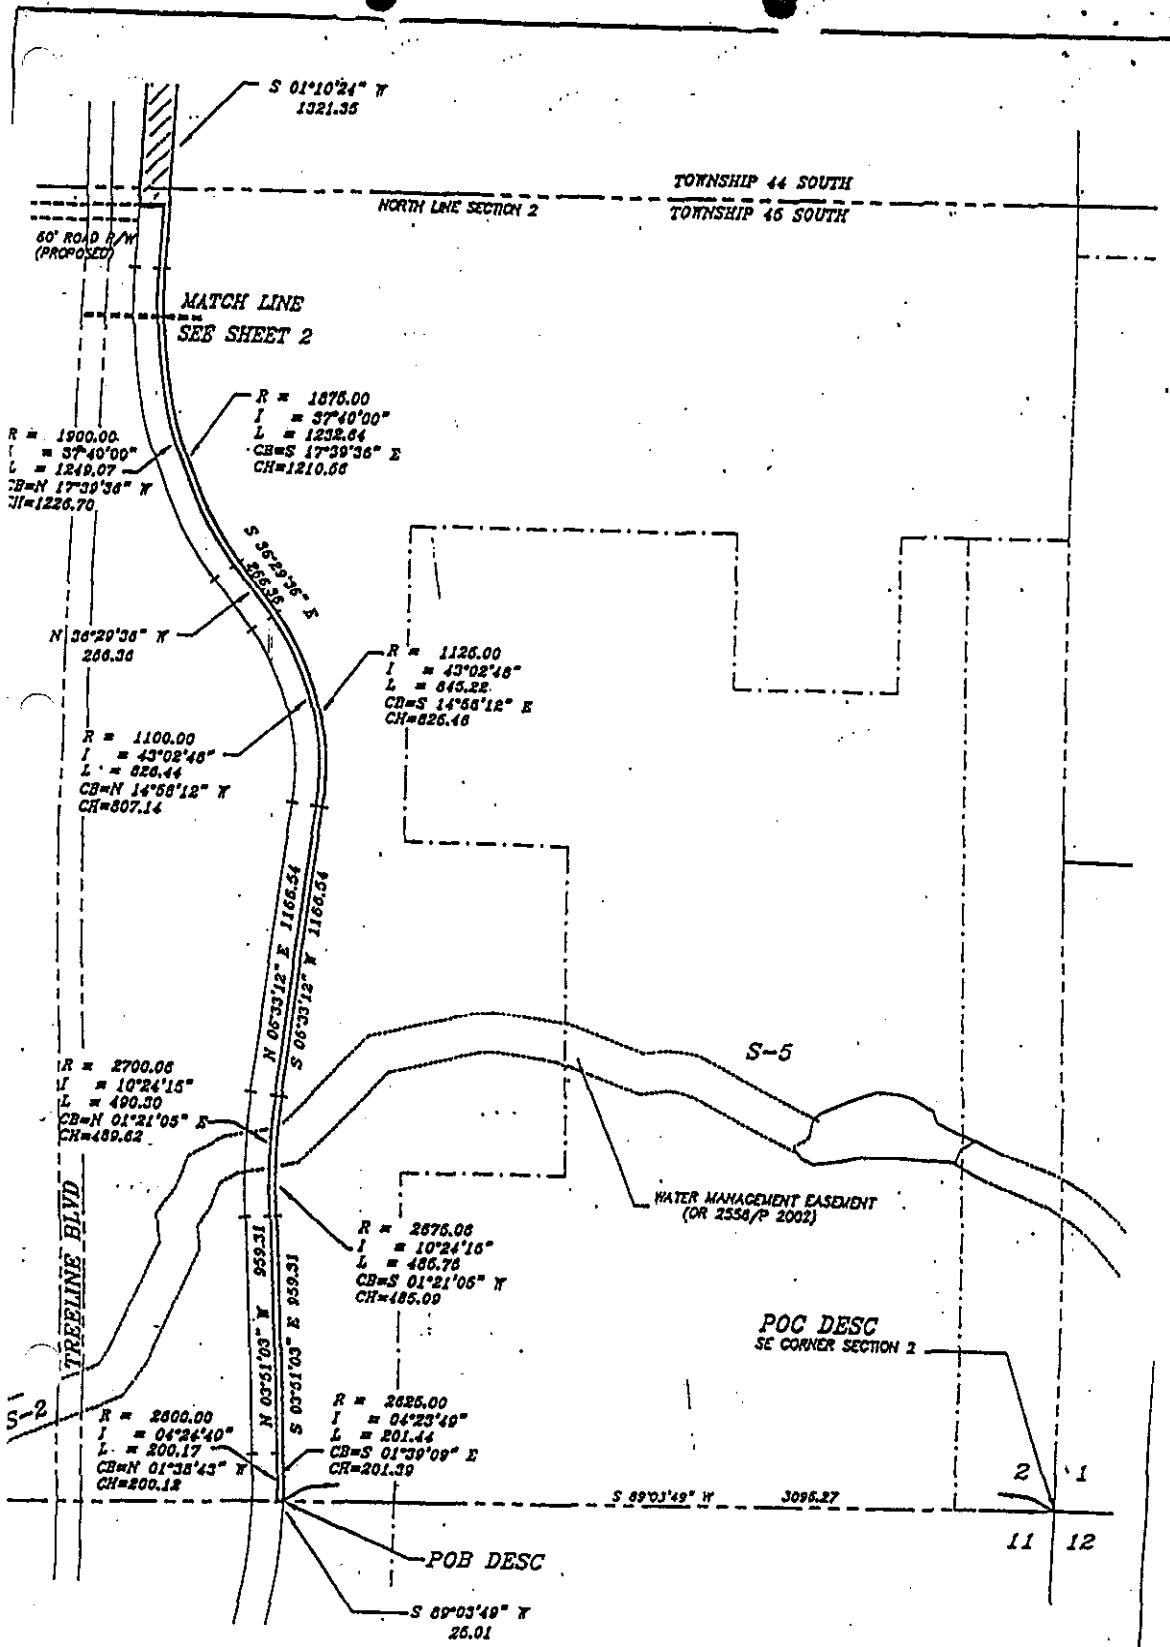 S 01°10'24" W
1321.35
TOWNSHIP 44 SOUTH
NORTH LINE SECTION 2
TOWNSHIP 45 SOUTH
60' ROAD R/W
(PROPOSED)
MATCH LINE
SEE SHEET 2
R = 1875.00
I = 37°40'00"
L = 1232.64
CB=S 17°39'36" E
CH=1210.56
R = 1900.00
I = 37°40'00"
L = 1249.07
CB=N 17°39'36" W
CH=1226.70
S 36°29'36" E
266.36
N 36°29'36" W
266.36
R = 1125.00
I = 43°02'48"
L = 845.22
CB=S 14°58'12" E
CH=825.46
R = 1100.00
I = 43°02'48"
L = 826.44
CB=N 14°58'12" W
CH=807.14
N 06°33'12" E 1166.54
S 06°33'12" W 1166.54
S-5
R = 2700.06
I = 10°24'15"
L = 490.30
CB=N 01°21'05" E
CH=489.62
WATER MANAGEMENT EASEMENT
(OR 2558/P 2002)
TREELINE BLVD
R = 2675.06
I = 10°24'15"
L = 485.76
CB=S 01°21'05" W
CH=485.09
N 03°51'03" W 959.31
S 03°51'03" E 959.31
POC DESC
SE CORNER SECTION 2
S-2
R = 2600.00
I = 04°24'40"
L = 200.17
CB=N 01°38'43" W
CH=200.12
R = 2625.00
I = 04°23'49"
L = 201.44
CB=S 01°39'09" E
CH=201.39
2 1
S 89°03'49" W 3095.27
11 12
POB DESC
S 89°03'49" W
25.01